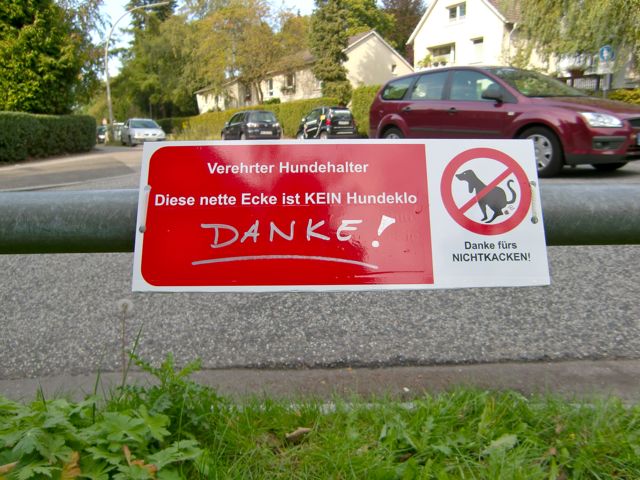 Verehrter Hundehalter
Diese nette Ecke ist KEIN Hundeklo
DANKE!
Danke fürs
NICHTKACKEN!